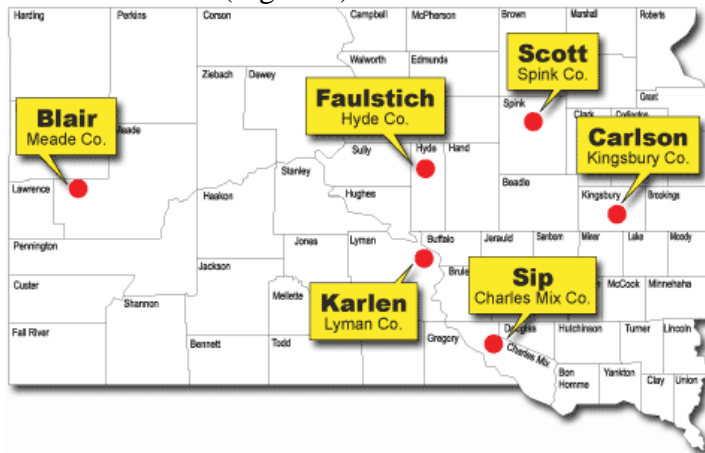 Harding
Perkins
Corson
Campbell
McPherson
Brown
Marshall
Roberts
Walworth
Edmunds
Scott
Spink Co.
Ziebach
Dewey
Faulstich
Hyde Co.
Spink
Grant
Blair
Meade Co.
Meade
Clark
Codington
Carlson
Kingsbury Co.
Sully
Hyde
Hand
Stanley
Lawrence
Haakon
Hughes
Beadle
Kingsbury
Brookings
Pennington
Jones
Lyman
Buffalo
Jerauld
Sanborn
Miner
Lake
Moody
Jackson
Brule
Sip
Charles Mix Co.
McCook
Minnehaha
Custer
Shannon
Mellette
Karlen
Lyman Co.
Fall River
Bennett
Todd
Gregory
Douglas
Hutchinson
Turner
Lincoln
Charles Mix
Bon
Homme
Yankton
Clay
Union